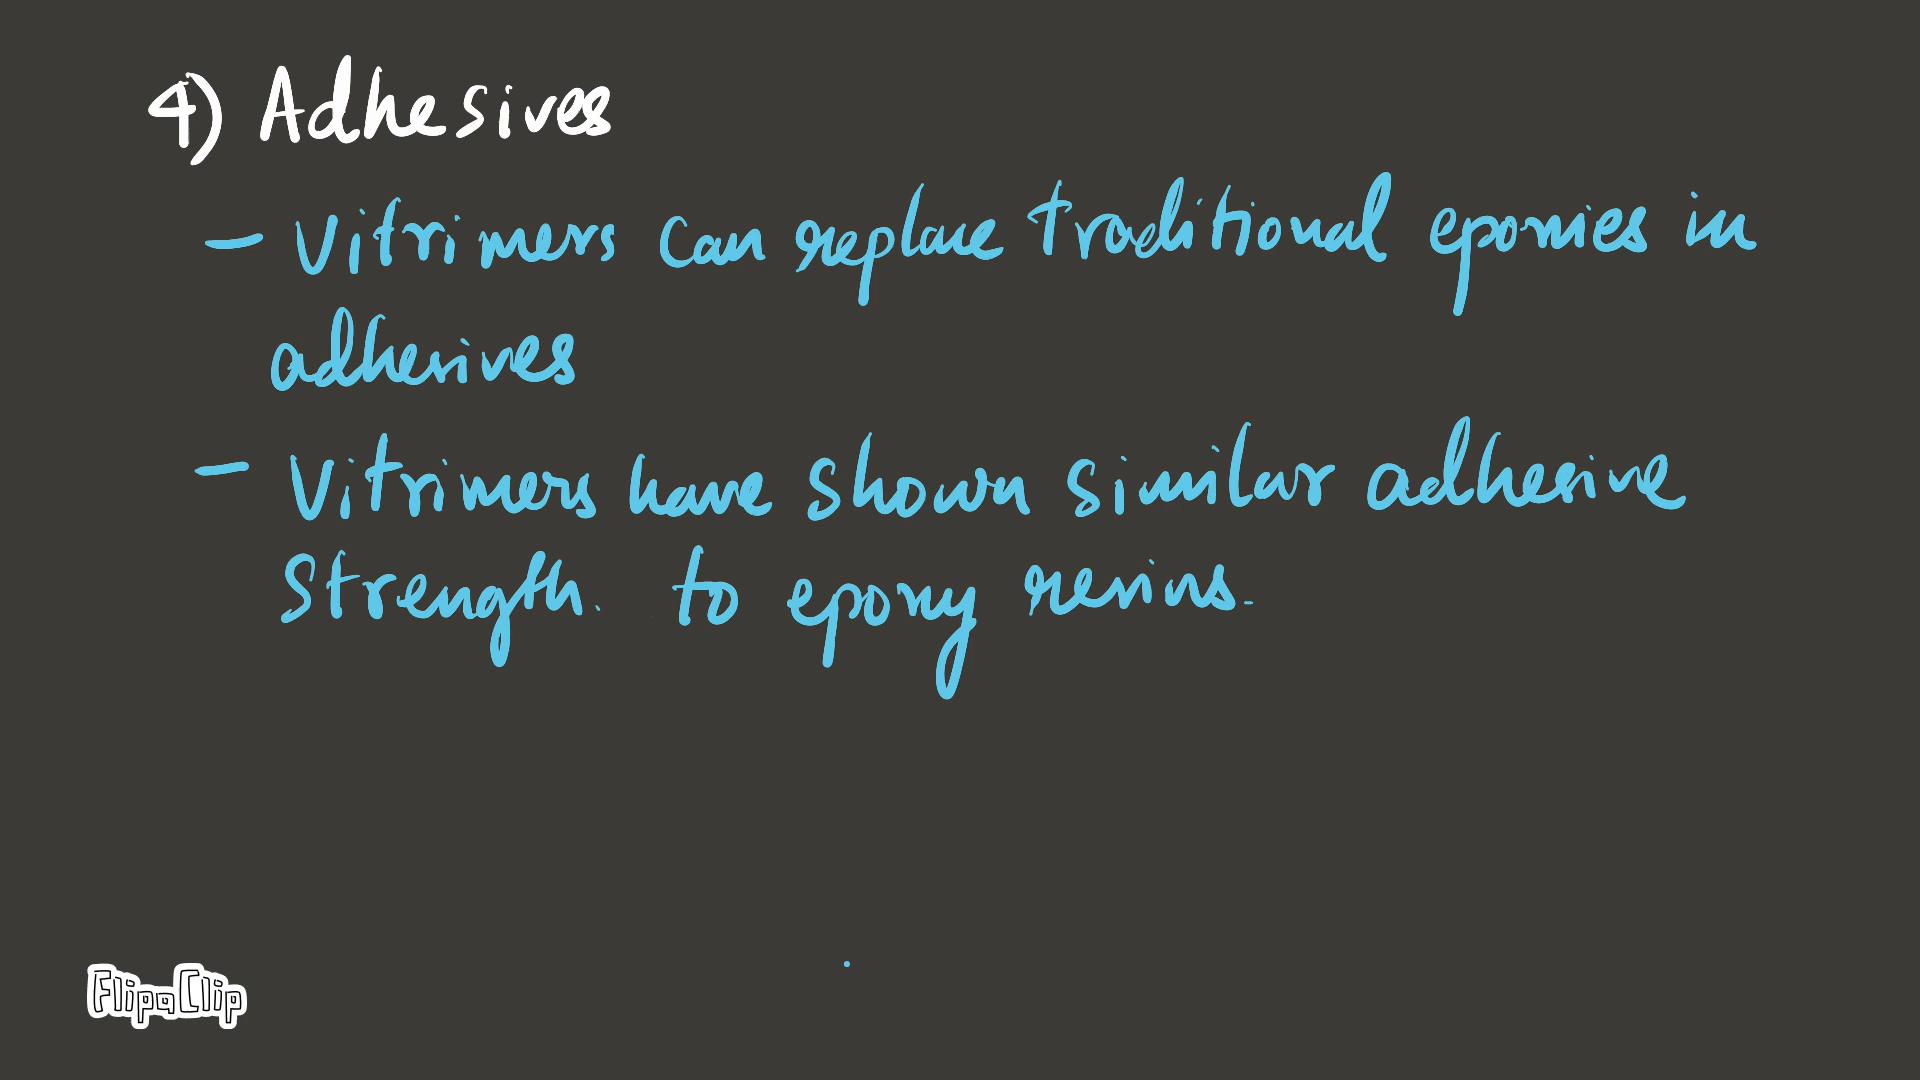 4) Adhesives
- Vitrimers can replace traditional epoxies in
adhesives
- Vitrimers have shown similar adhesive
strength. to epoxy resins.
FlipaClip